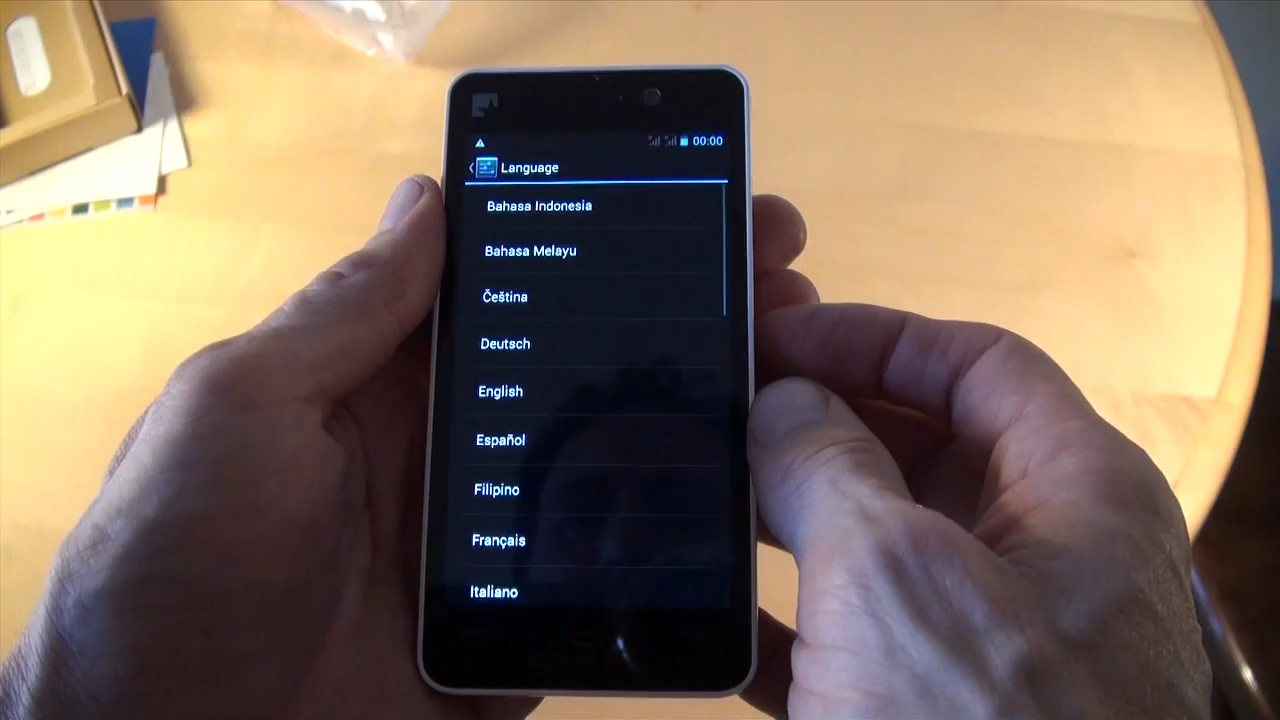 00:00
Language
Bahasa Indonesia
Bahasa Melayu
Čeština
Deutsch
English
Español
Filipino
Français
Italiano